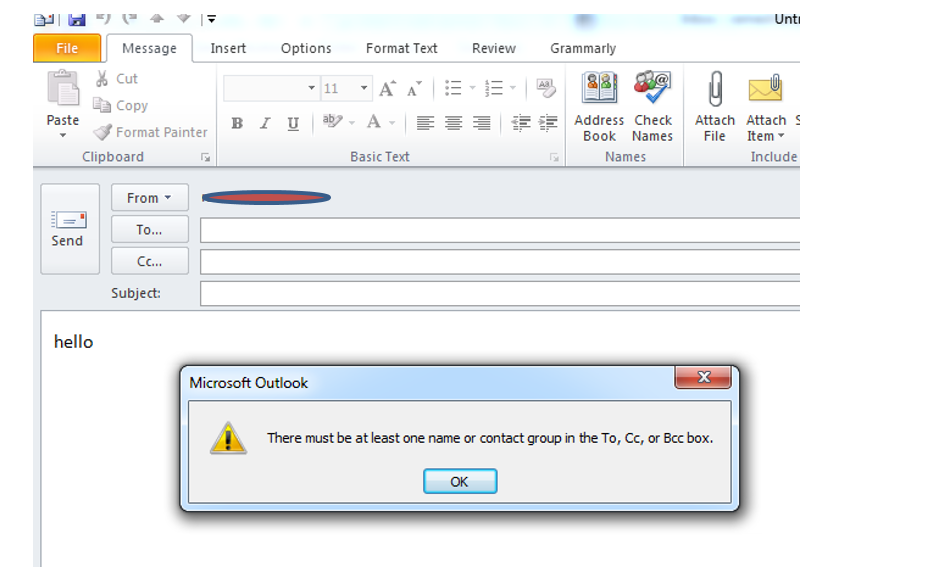 Untr
File Message Insert Options Format Text Review Grammarly
Paste
Cut
Copy
Format Painter
Clipboard
11
A A
B I U ab A
Basic Text
Address Book
Check Names
Names
Attach File
Attach Item
S
Include
Send
From
To...
Cc...
Subject:
hello
Microsoft Outlook
There must be at least one name or contact group in the To, Cc, or Bcc box.
OK